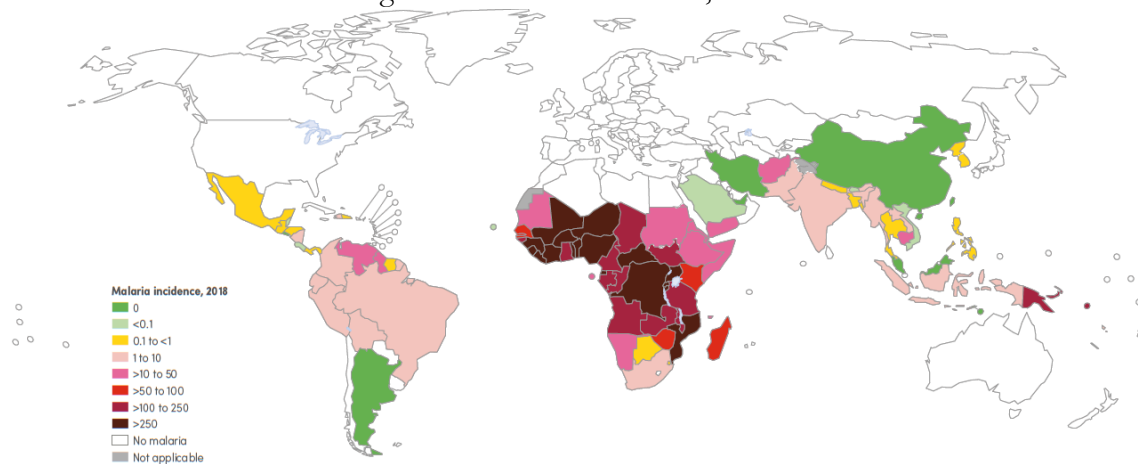 Malaria incidence, 2018
0
<0.1
0.1 to <1
1 to 10
>10 to 50
>50 to 100
>100 to 250
>250
No malaria
Not applicable